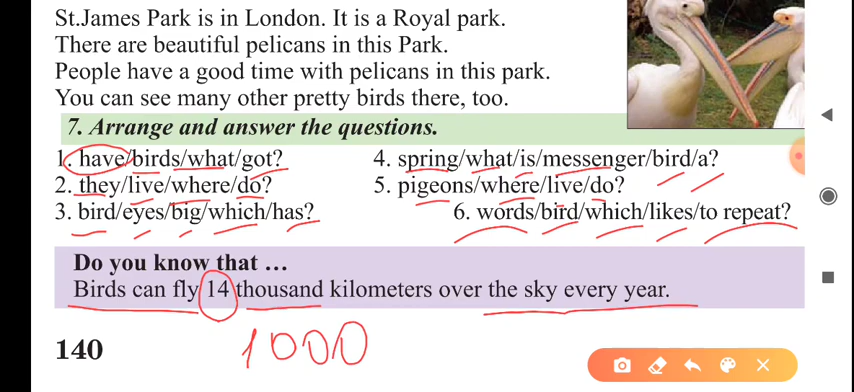 St.James Park is in London. It is a Royal park.
There are beautiful pelicans in this Park.
People have a good time with pelicans in this park.
You can see many other pretty birds there, too.
7. Arrange and answer the questions.
1. have/birds/what/got?
2. they/live/where/do?
3. bird/eyes/big/which/has?
4. spring/what/is/messenger/bird/a?
5. pigeons/where/live/do?
6. words/bird/which/likes/to repeat?
Do you know that ...
Birds can fly 14 thousand kilometers over the sky every year.
140
1000